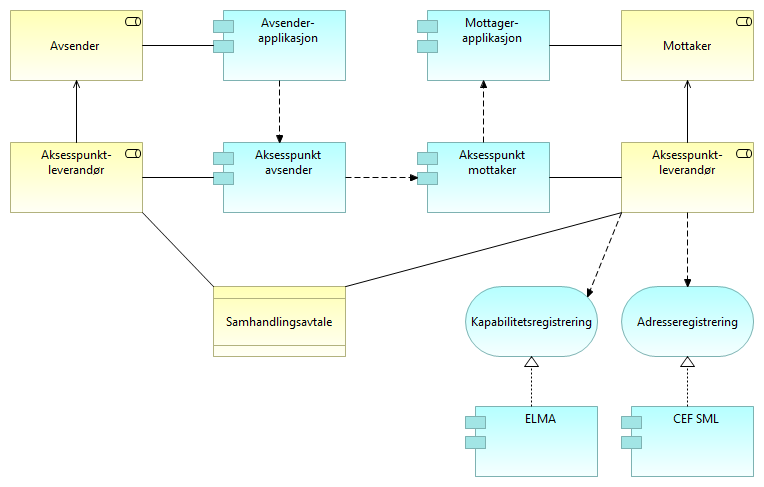 Avsender
Avsender-
applikasjon
Mottager-
applikasjon
Mottaker
Aksesspunkt-
leverandør
Aksesspunkt
avsender
Aksesspunkt
mottaker
Aksesspunkt-
leverandør
Samhandlingsavtale
Kapabilitetsregistrering
Adresseregistrering
ELMA
CEF SML